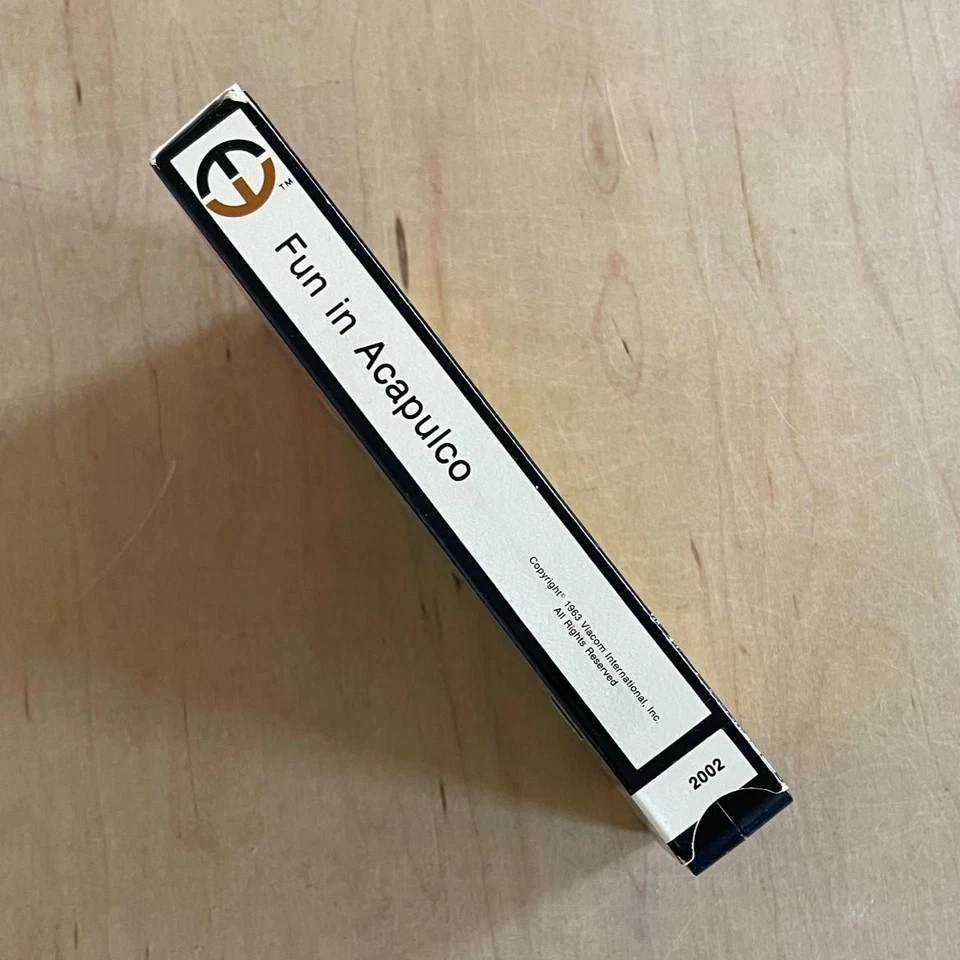 TM
Fun in Acapulco
Copyright© 1963 Viacom International, Inc.
All Rights Reserved
2002